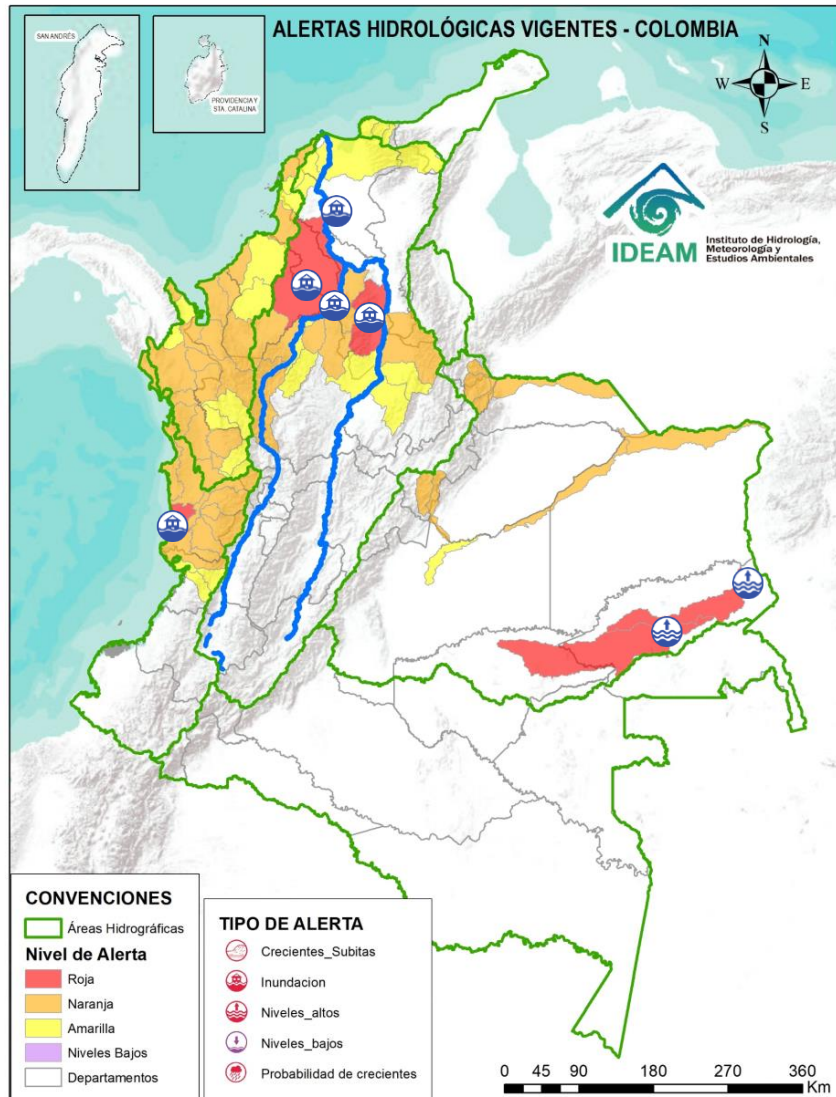 ALERTAS HIDROLÓGICAS VIGENTES - COLOMBIA
SAN ANDRÉS
PROVIDENCIA Y
STA. CATALINA
N
W
E
S
IDEAM
Instituto de Hidrología,
Meteorología y
Estudios Ambientales
CONVENCIONES
Áreas Hidrográficas
Nivel de Alerta
Roja
Naranja
Amarilla
Niveles Bajos
Departamentos
TIPO DE ALERTA
Crecientes_Subitas
Inundacion
Niveles_altos
Niveles_bajos
Probabilidad de crecientes
0 45 90 180 270 360
Km